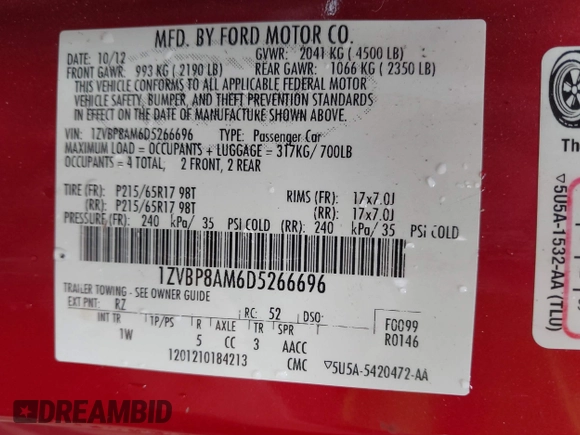 MFD. BY FORD MOTOR CO.
DATE: 10/12 GVWR: 2041 KG ( 4500 LB)
FRONT GAWR: 993 KG ( 2190 LB) REAR GAWR: 1066 KG ( 2350 LB)
THIS VEHICLE CONFORMS TO ALL APPLICABLE FEDERAL MOTOR
VEHICLE SAFETY, BUMPER, AND THEFT PREVENTION STANDARDS
IN EFFECT ON THE DATE OF MANUFACTURE SHOWN ABOVE.
VIN: 1ZVBP8AM6D5266696 TYPE: Passenger Car
MAXIMUM LOAD = OCCUPANTS + LUGGAGE = 317KG/700LB
OCCUPANTS = 4 TOTAL, 2 FRONT, 2 REAR
TIRE (FR): P215/65R17 98T RIMS (FR): 17x7.0J
(RR): P215/65R17 98T (RR): 17x7.0J
PRESSURE (FR): 240 kPa/ 35 PSI COLD (RR): 240 kPa/ 35 PSI COLD
1ZVBP8AM6D5266696
TRAILER TOWING - SEE OWNER GUIDE
EXT PNT: RZ RC: 52 DSO: F0099
INT TR 1P/PS R AXLE TR SPR R0146
1W 5 CC 3 AACC
1201210184213 CMC ▽5U5A-5420472-AA
Th
▽5U5A-1532-AA (TLU)
DREAMBID